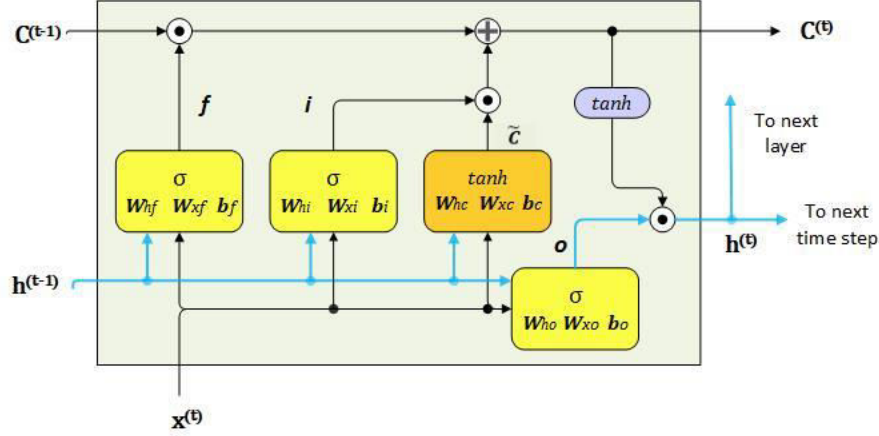 C(t-1)
C(t)
f
i
tanh
C̃
To next
layer
σ
Whf Wxf bf
σ
Whi Wxi bi
tanh
Whc Wxc bc
o
h(t)
To next
time step
h(t-1)
σ
Who Wxo bo
x(t)